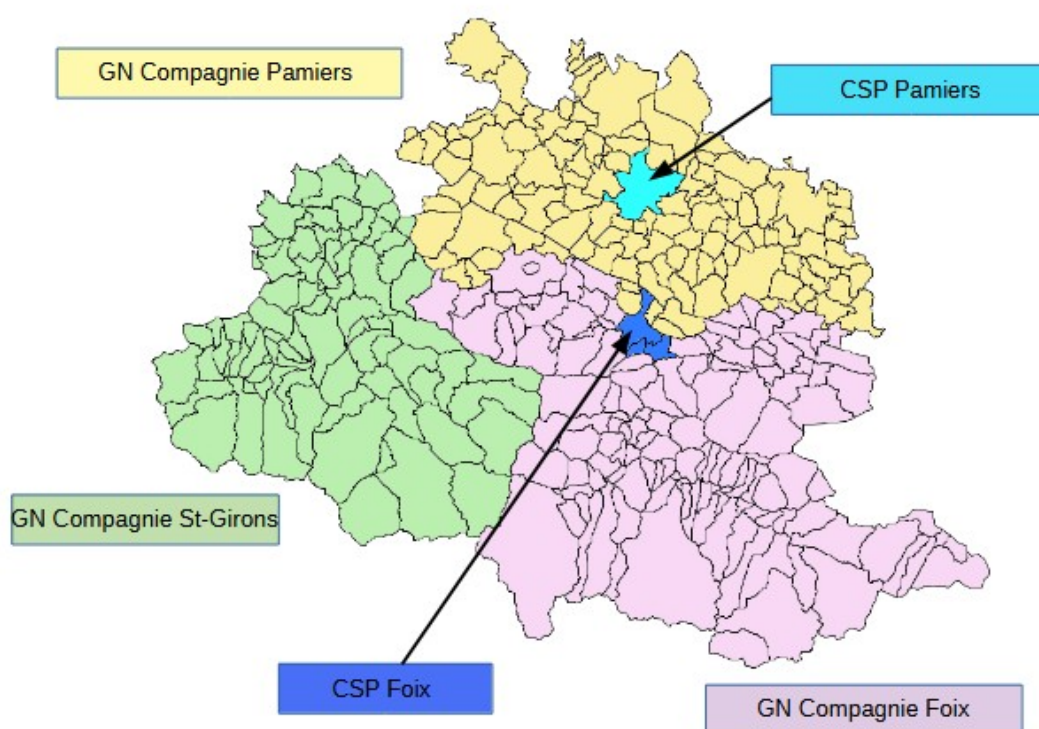 GN Compagnie Pamiers
CSP Pamiers
GN Compagnie St-Girons
CSP Foix
GN Compagnie Foix